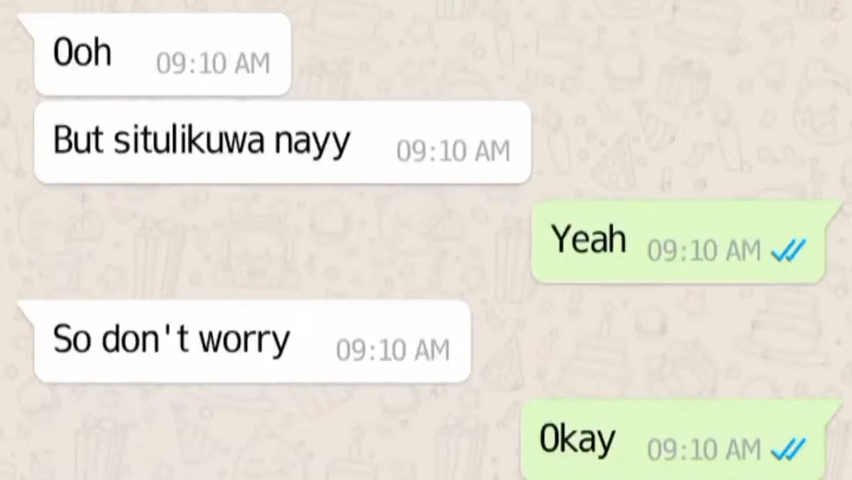 Ooh 09:10 AM
But situlikuwa nayy 09:10 AM
Yeah 09:10 AM
So don't worry 09:10 AM
Okay 09:10 AM